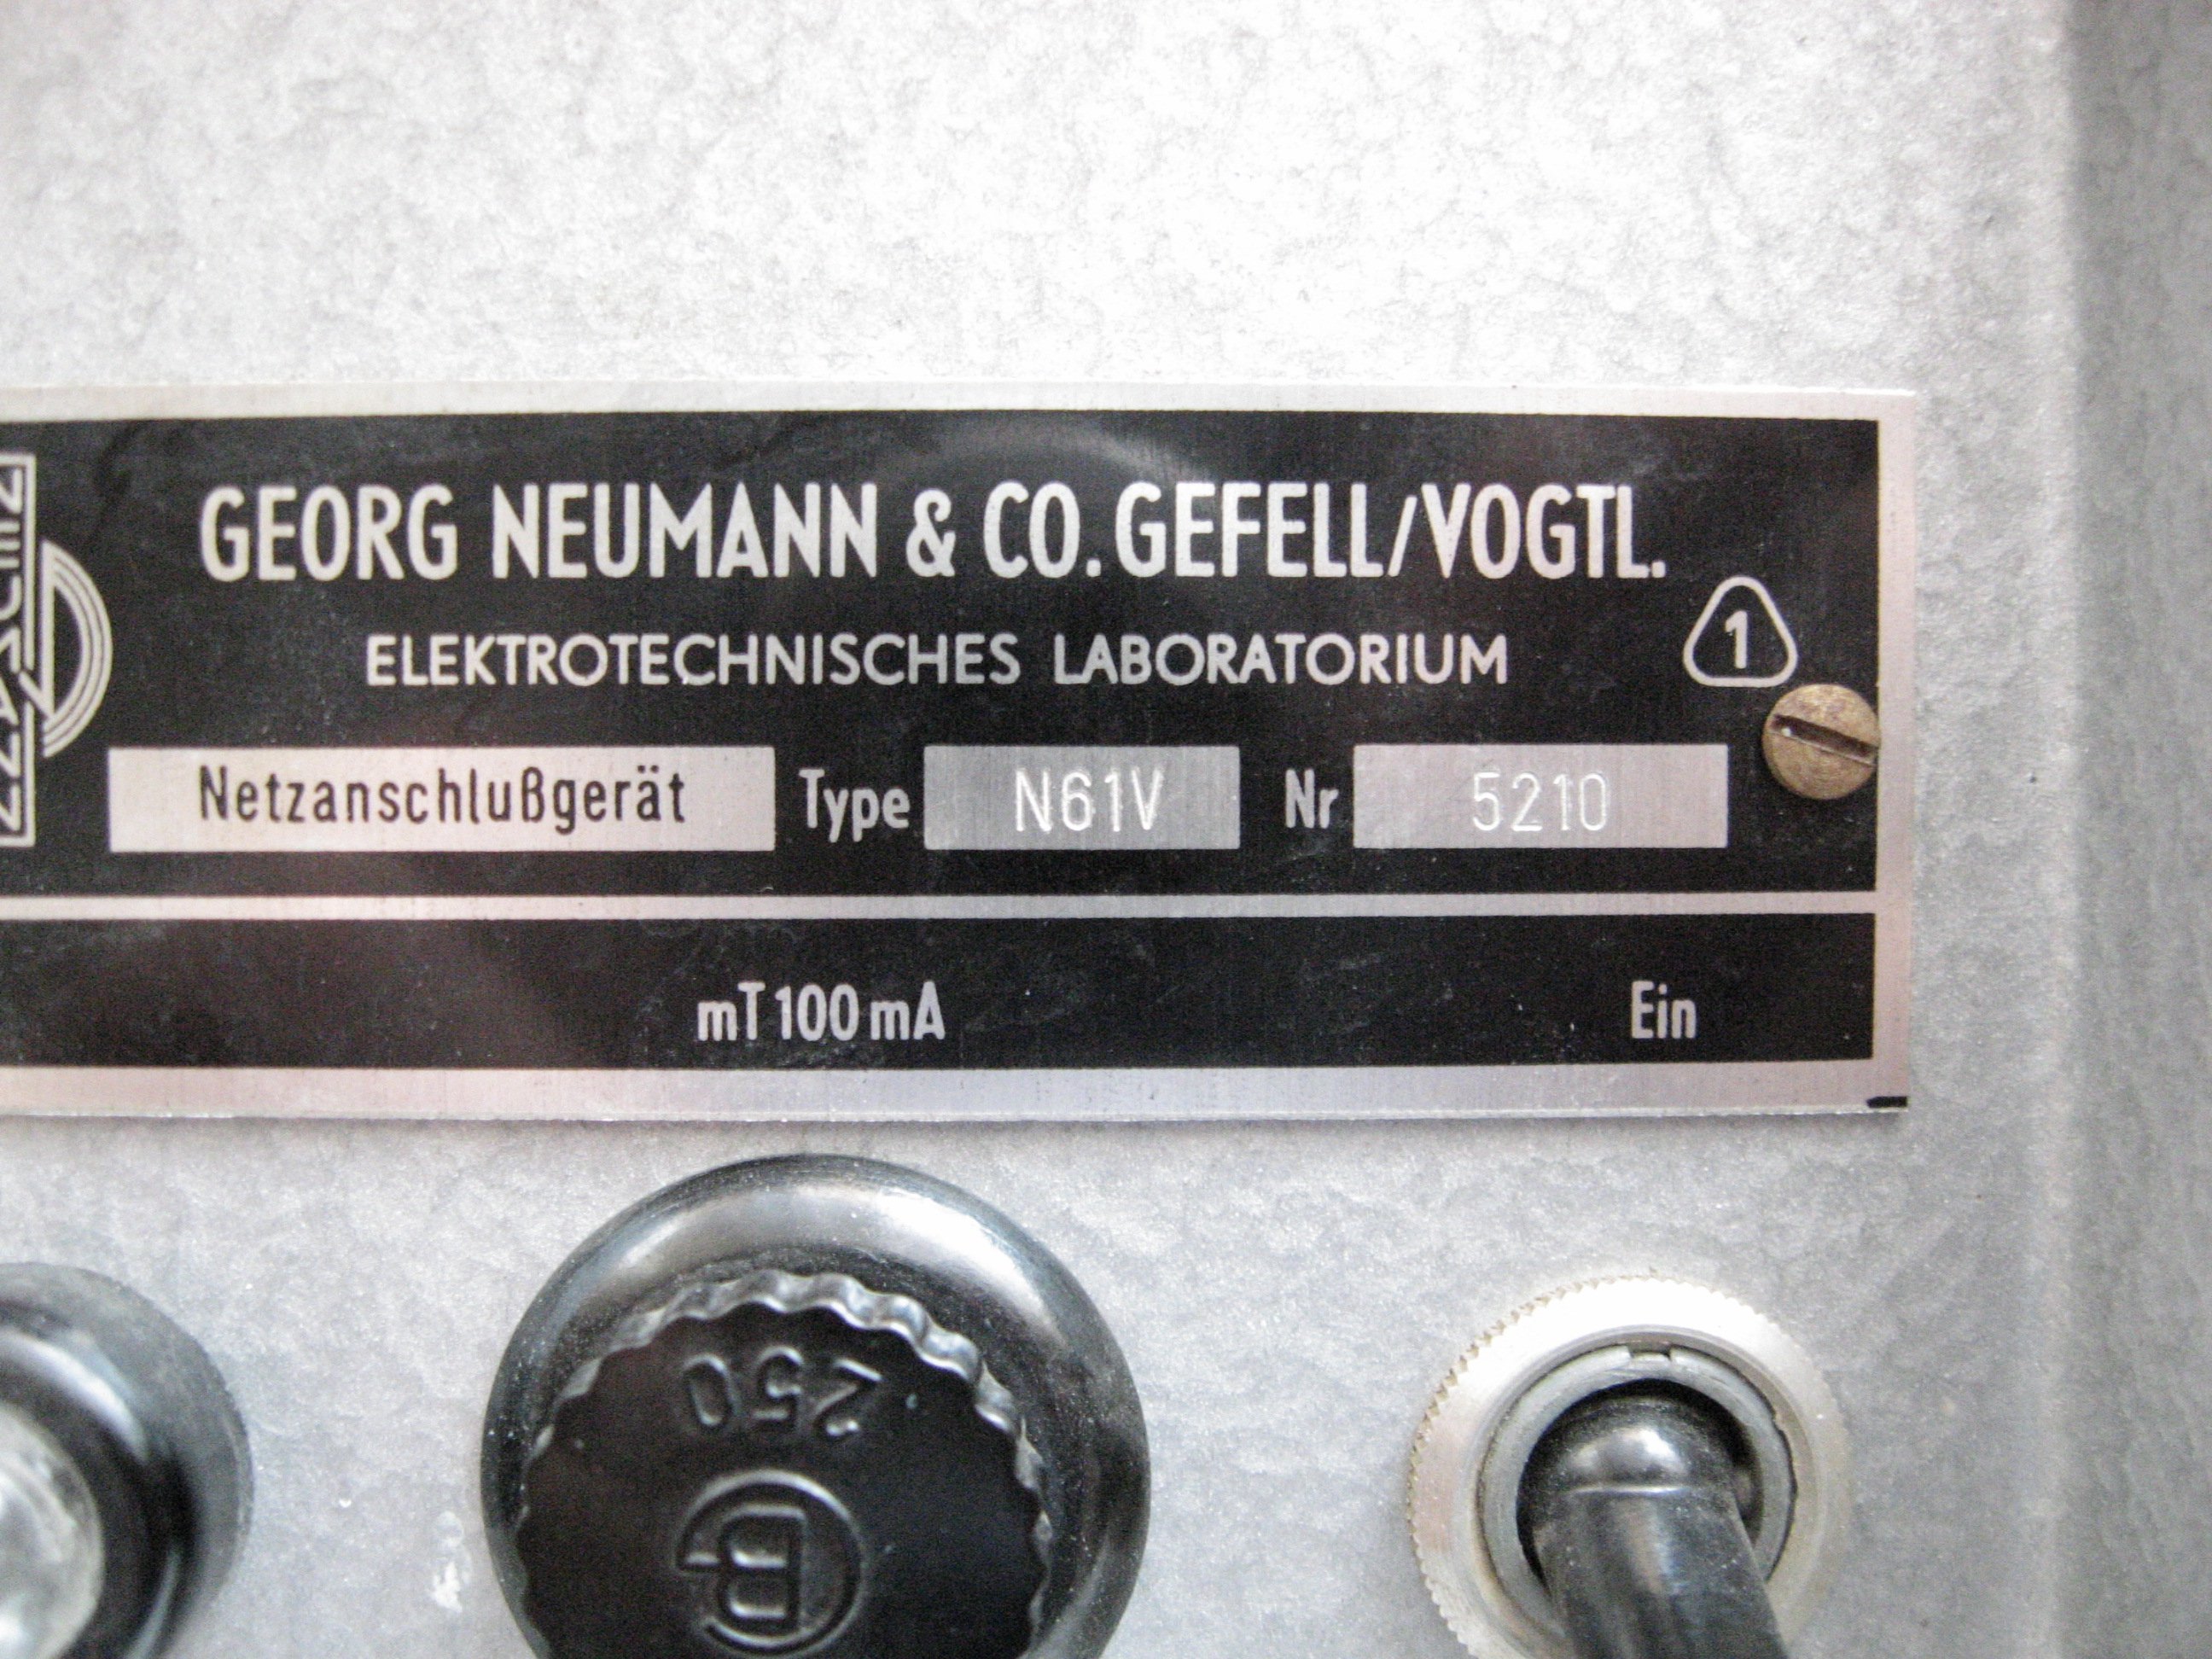 GEORG NEUMANN & CO. GEFELL/VOGTL.
ELEKTROTECHNISCHES LABORATORIUM
1
Netzanschlußgerät Type N61V Nr 5210
mT 100 mA Ein
250
B